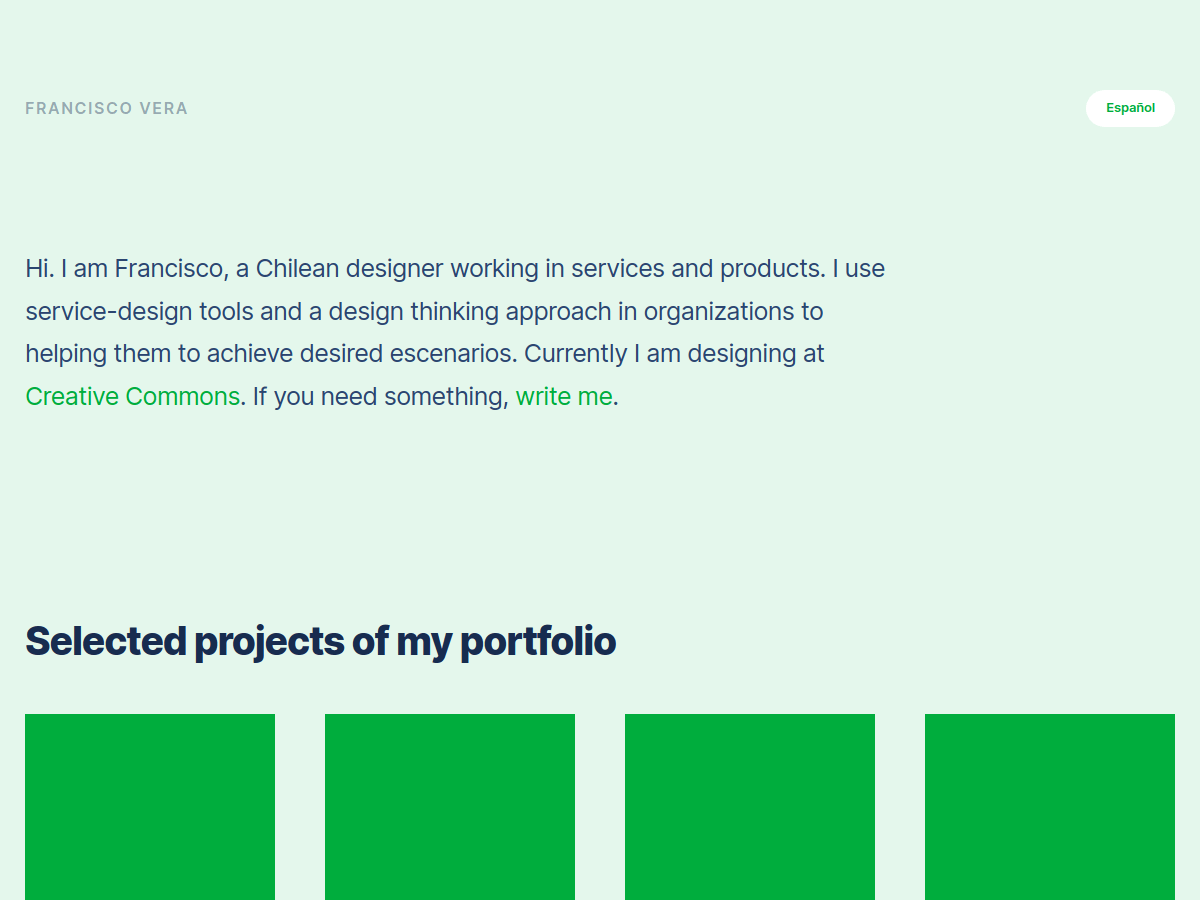 FRANCISCO VERA
Español
Hi. I am Francisco, a Chilean designer working in services and products. I use
service-design tools and a design thinking approach in organizations to
helping them to achieve desired escenarios. Currently I am designing at
Creative Commons. If you need something, write me.
Selected projects of my portfolio